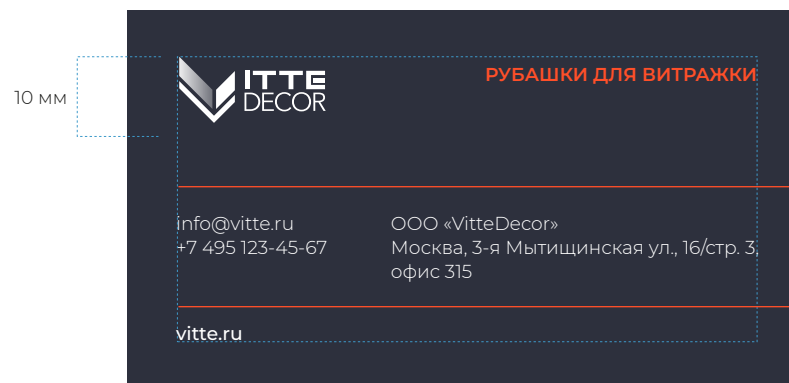 10 мм
ITTE
DECOR
РУБАШКИ ДЛЯ ВИТРАЖКИ
info@vitte.ru
+7 495 123-45-67
ООО «VitteDecor»
Москва, 3-я Мытищинская ул., 16/стр. 3,
офис 315
vitte.ru